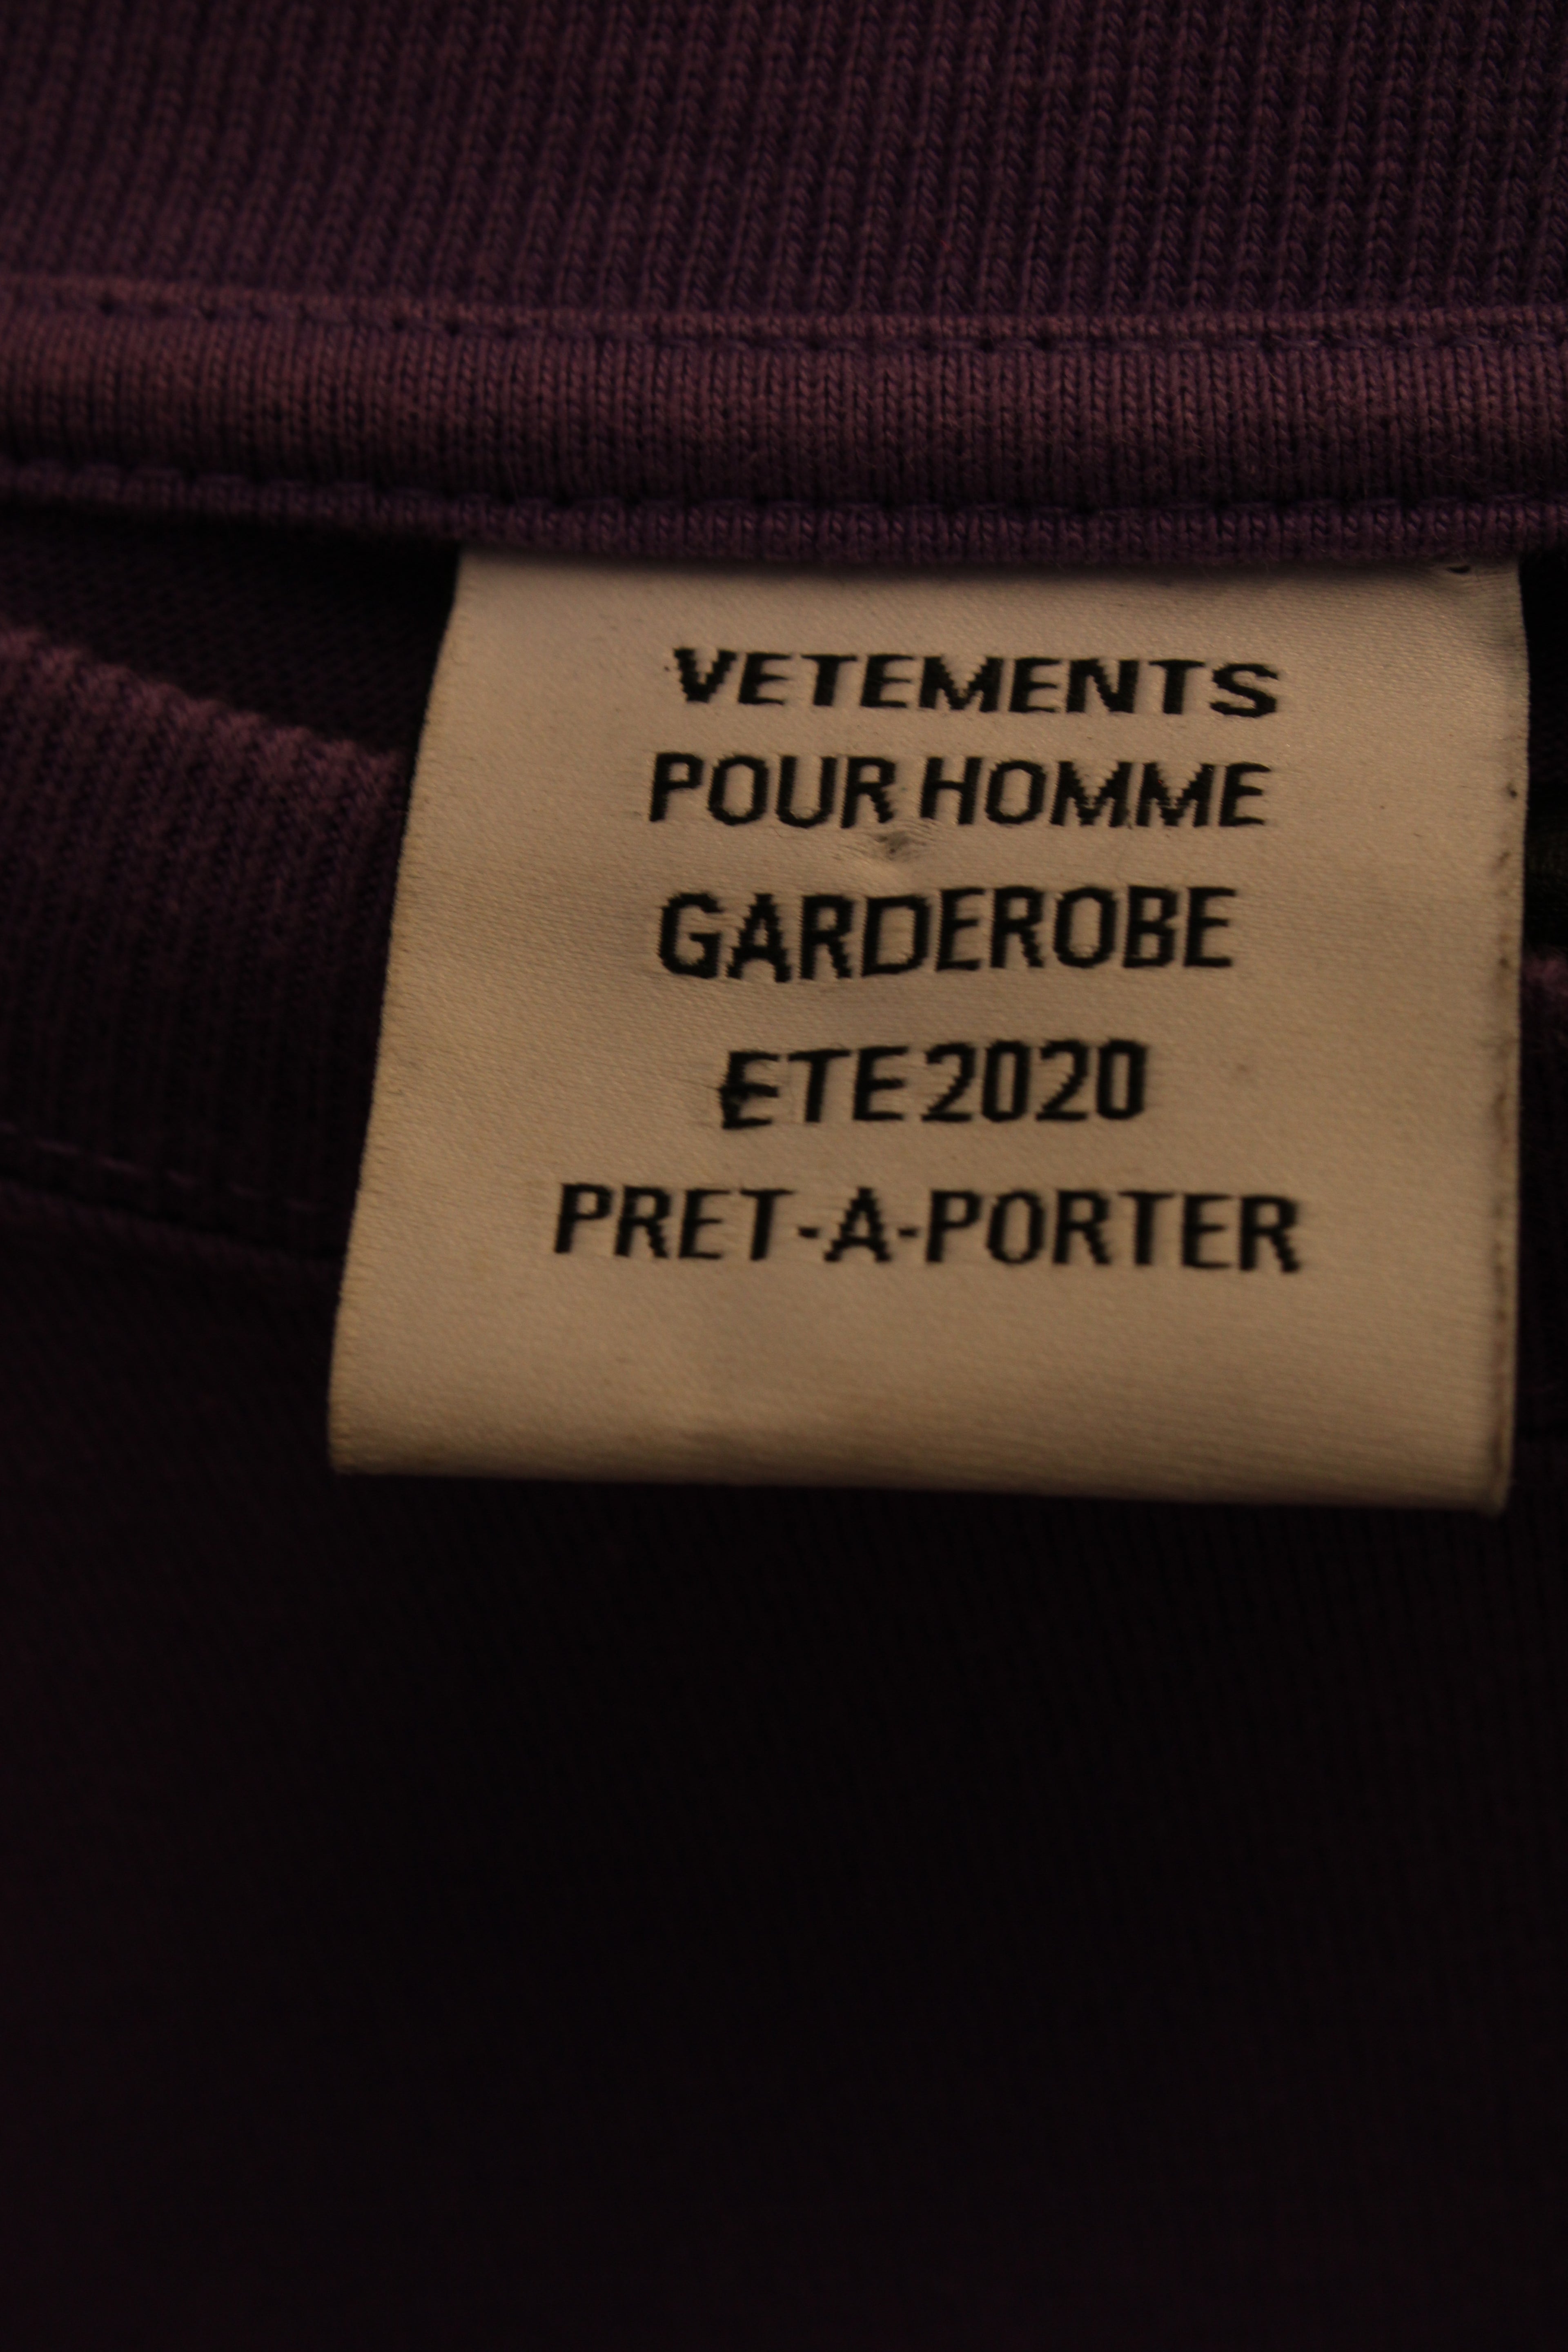 VETEMENTS
POUR HOMME
GARDEROBE
ETE 2020
PRET-A-PORTER